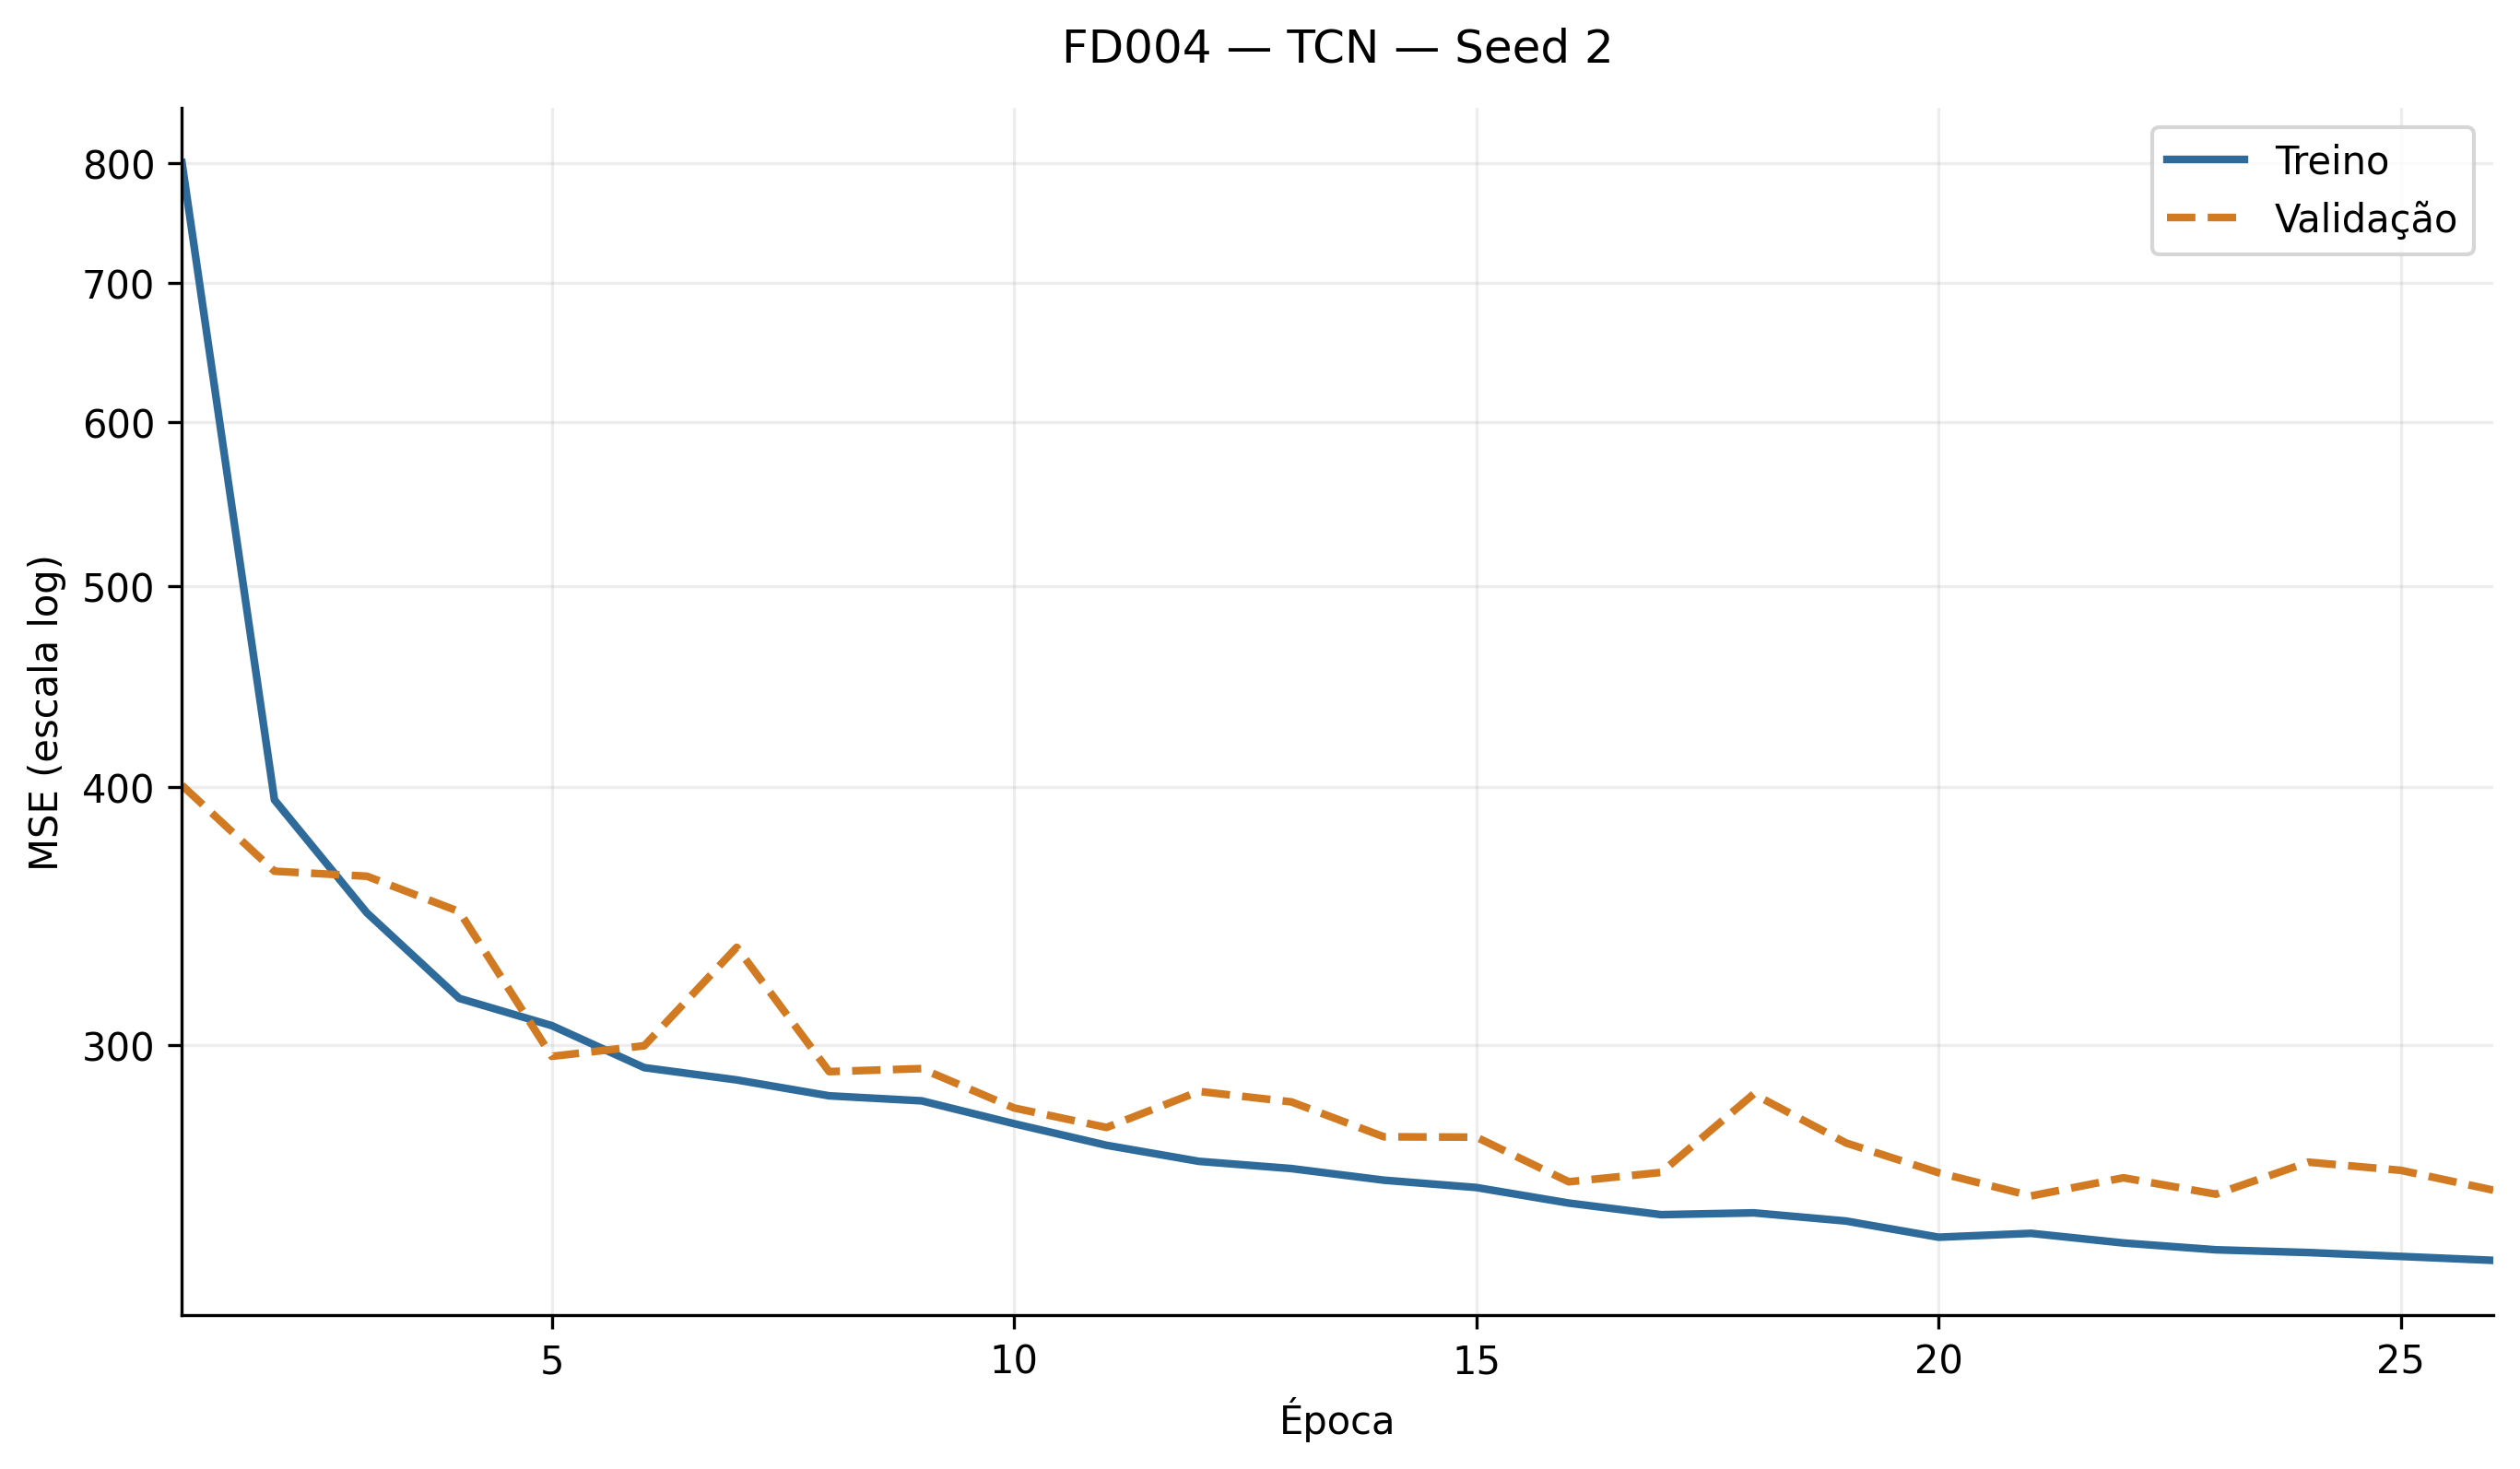 FD004 — TCN — Seed 2
Treino
Validação
MSE (escala log)
800
700
600
500
400
300
5
10
15
20
25
Época